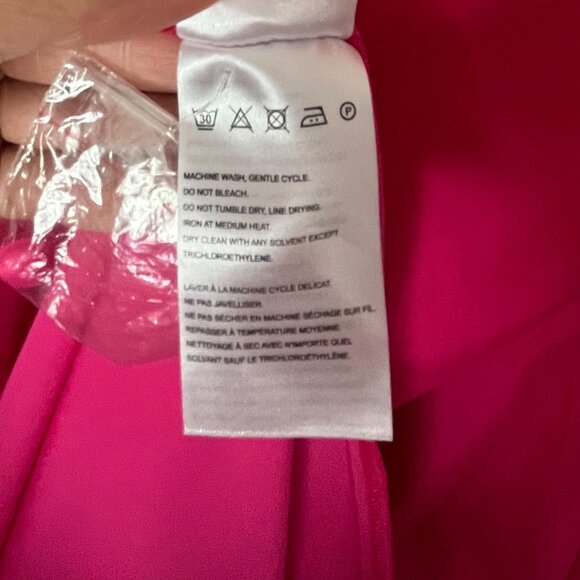 30 P
MACHINE WASH, GENTLE CYCLE.
DO NOT BLEACH.
DO NOT TUMBLE DRY, LINE DRYING.
IRON AT MEDIUM HEAT
DRY CLEAN WITH ANY SOLVENT EXCEPT
TRICHLOROETHYLENE.
LAVER À LA MACHINE CYCLE DELICAT.
NE PAS JAVELLISER.
NE PAS SÉCHER EN MACHINE SÉCHAGE SUR FIL.
REPASSER À TEMPÉRATURE MOYENNE.
NETTOYAGE À SEC AVEC N'IMPORTE QUEL
SOLVANT SAUF LE TRICHLOROÉTHYLÈNE.